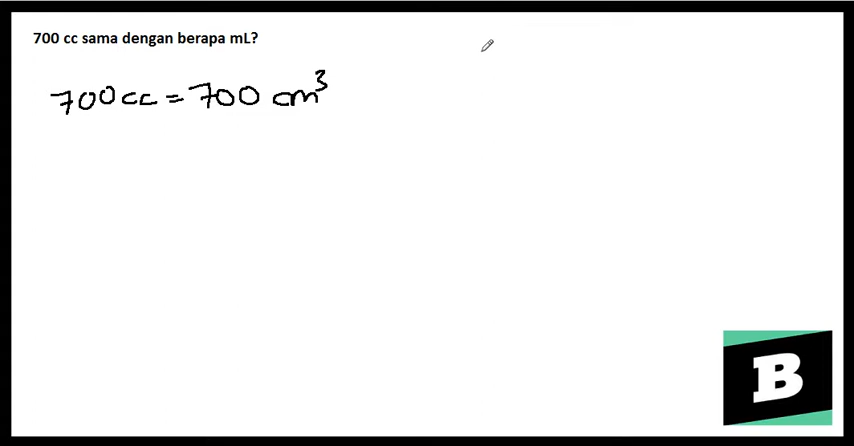 700 cc sama dengan berapa mL?
700 cc = 700 cm³
B